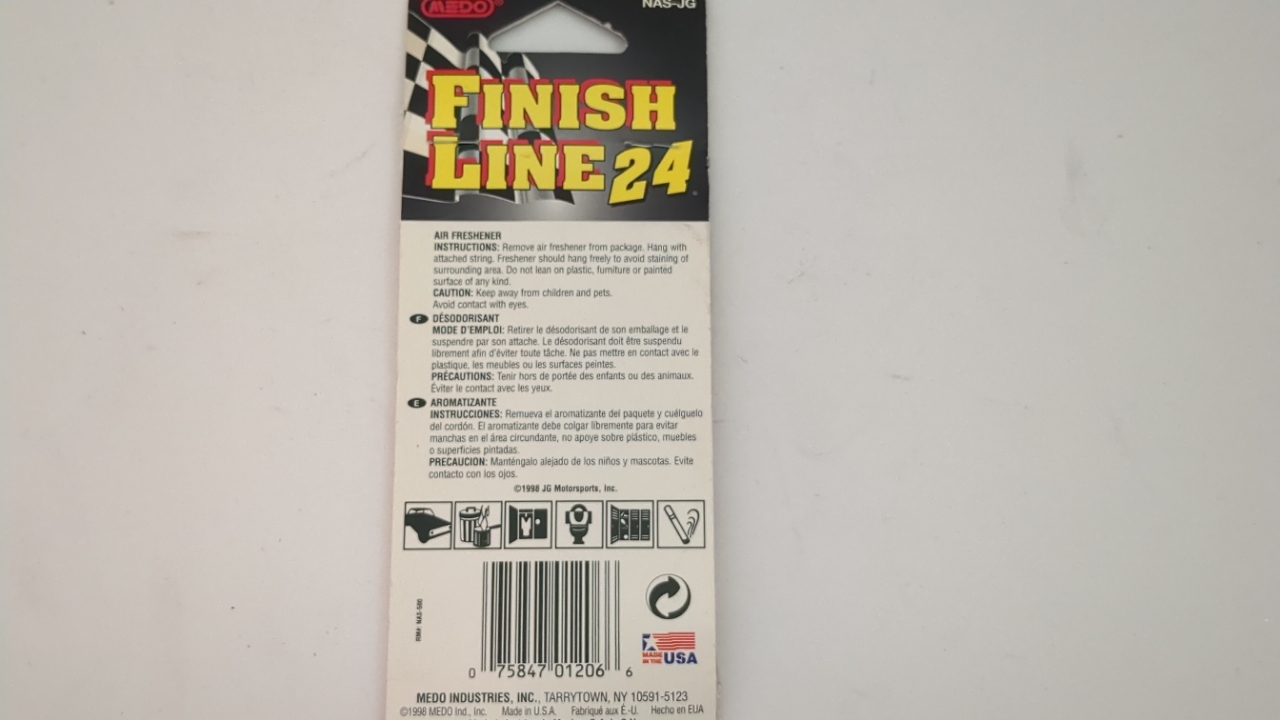 MEDO®
NAS-JG
FINISH
LINE 24
AIR FRESHENER
INSTRUCTIONS: Remove air freshener from package. Hang with
attached string. Freshener should hang freely to avoid staining of
surrounding area. Do not lean on plastic, furniture or painted
surface of any kind.
CAUTION: Keep away from children and pets.
Avoid contact with eyes.
F DÉSODORISANT
MODE D'EMPLOI: Retirer le désodorisant de son emballage et le
suspendre par son attache. Le désodorisant doit être suspendu
librement afin d'éviter toute tâche. Ne pas mettre en contact avec le
plastique, les meubles ou les surfaces peintes.
PRÉCAUTIONS: Tenir hors de portée des enfants ou des animaux.
Éviter le contact avec les yeux.
E AROMATIZANTE
INSTRUCCIONES: Remueva el aromatizante del paquete y cuélguelo
del cordón. El aromatizante debe colgar libremente para evitar
manchas en el área circundante, no apoye sobre plástico, muebles
o superficies pintadas.
PRECAUCION: Manténgalo alejado de los niños y mascotas. Evite
contacto con los ojos.
©1998 JG Motorsports, Inc.
MADE
IN THE USA
0 75847 01206 6
MEDO INDUSTRIES, INC., TARRYTOWN, NY 10591-5123
©1998 MEDO Ind., Inc. Made in U.S.A. Fabriqué aux É.-U. Hecho en EUA